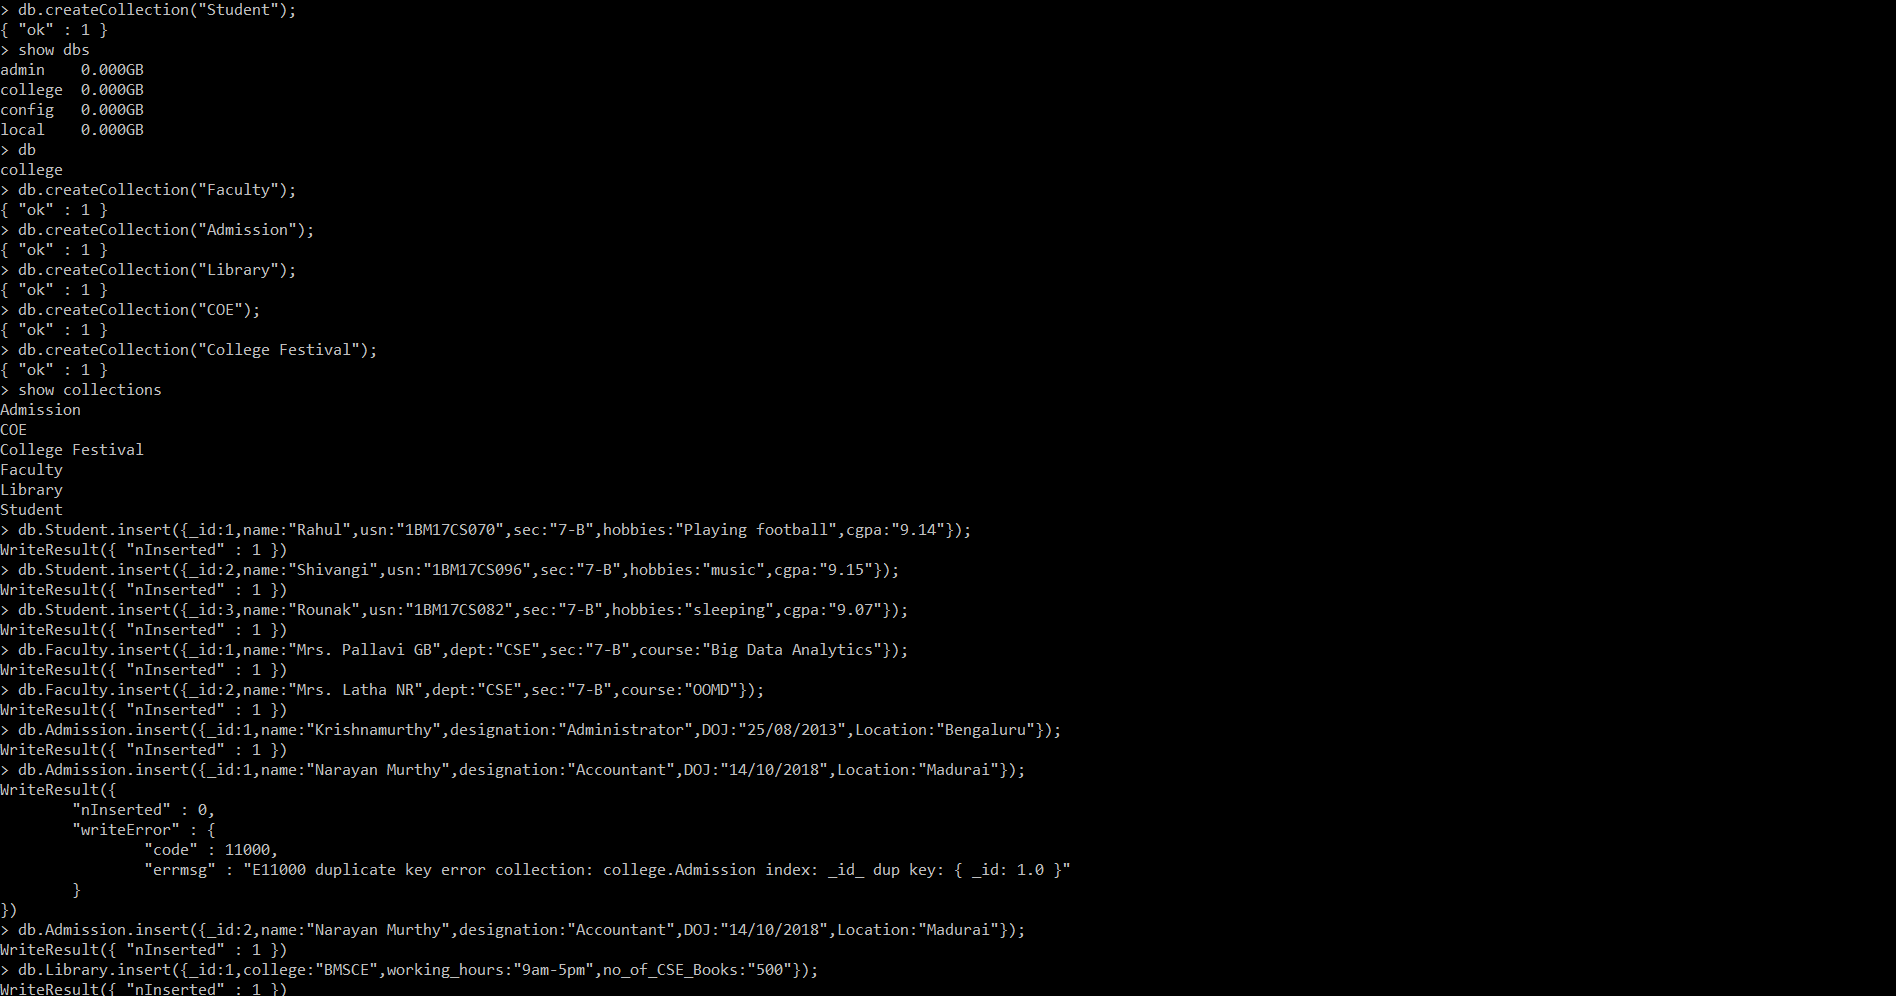 > db.createCollection("Student");
{ "ok" : 1 }
> show dbs
admin    0.000GB
college  0.000GB
config   0.000GB
local    0.000GB
> db
college
> db.createCollection("Faculty");
{ "ok" : 1 }
> db.createCollection("Admission");
{ "ok" : 1 }
> db.createCollection("Library");
{ "ok" : 1 }
> db.createCollection("COE");
{ "ok" : 1 }
> db.createCollection("College Festival");
{ "ok" : 1 }
> show collections
Admission
COE
College Festival
Faculty
Library
Student
> db.Student.insert({_id:1,name:"Rahul",usn:"1BM17CS070",sec:"7-B",hobbies:"Playing football",cgpa:"9.14"});
WriteResult({ "nInserted" : 1 })
> db.Student.insert({_id:2,name:"Shivangi",usn:"1BM17CS096",sec:"7-B",hobbies:"music",cgpa:"9.15"});
WriteResult({ "nInserted" : 1 })
> db.Student.insert({_id:3,name:"Rounak",usn:"1BM17CS082",sec:"7-B",hobbies:"sleeping",cgpa:"9.07"});
WriteResult({ "nInserted" : 1 })
> db.Faculty.insert({_id:1,name:"Mrs. Pallavi GB",dept:"CSE",sec:"7-B",course:"Big Data Analytics"});
WriteResult({ "nInserted" : 1 })
> db.Faculty.insert({_id:2,name:"Mrs. Latha NR",dept:"CSE",sec:"7-B",course:"OOMD"});
WriteResult({ "nInserted" : 1 })
> db.Admission.insert({_id:1,name:"Krishnamurthy",designation:"Administrator",DOJ:"25/08/2013",Location:"Bengaluru"});
WriteResult({ "nInserted" : 1 })
> db.Admission.insert({_id:1,name:"Narayan Murthy",designation:"Accountant",DOJ:"14/10/2018",Location:"Madurai"});
WriteResult({
        "nInserted" : 0,
        "writeError" : {
                "code" : 11000,
                "errmsg" : "E11000 duplicate key error collection: college.Admission index: _id_ dup key: { _id: 1.0 }"
        }
})
> db.Admission.insert({_id:2,name:"Narayan Murthy",designation:"Accountant",DOJ:"14/10/2018",Location:"Madurai"});
WriteResult({ "nInserted" : 1 })
> db.Library.insert({_id:1,college:"BMSCE",working_hours:"9am-5pm",no_of_CSE_Books:"500"});
WriteResult({ "nInserted" : 1 })